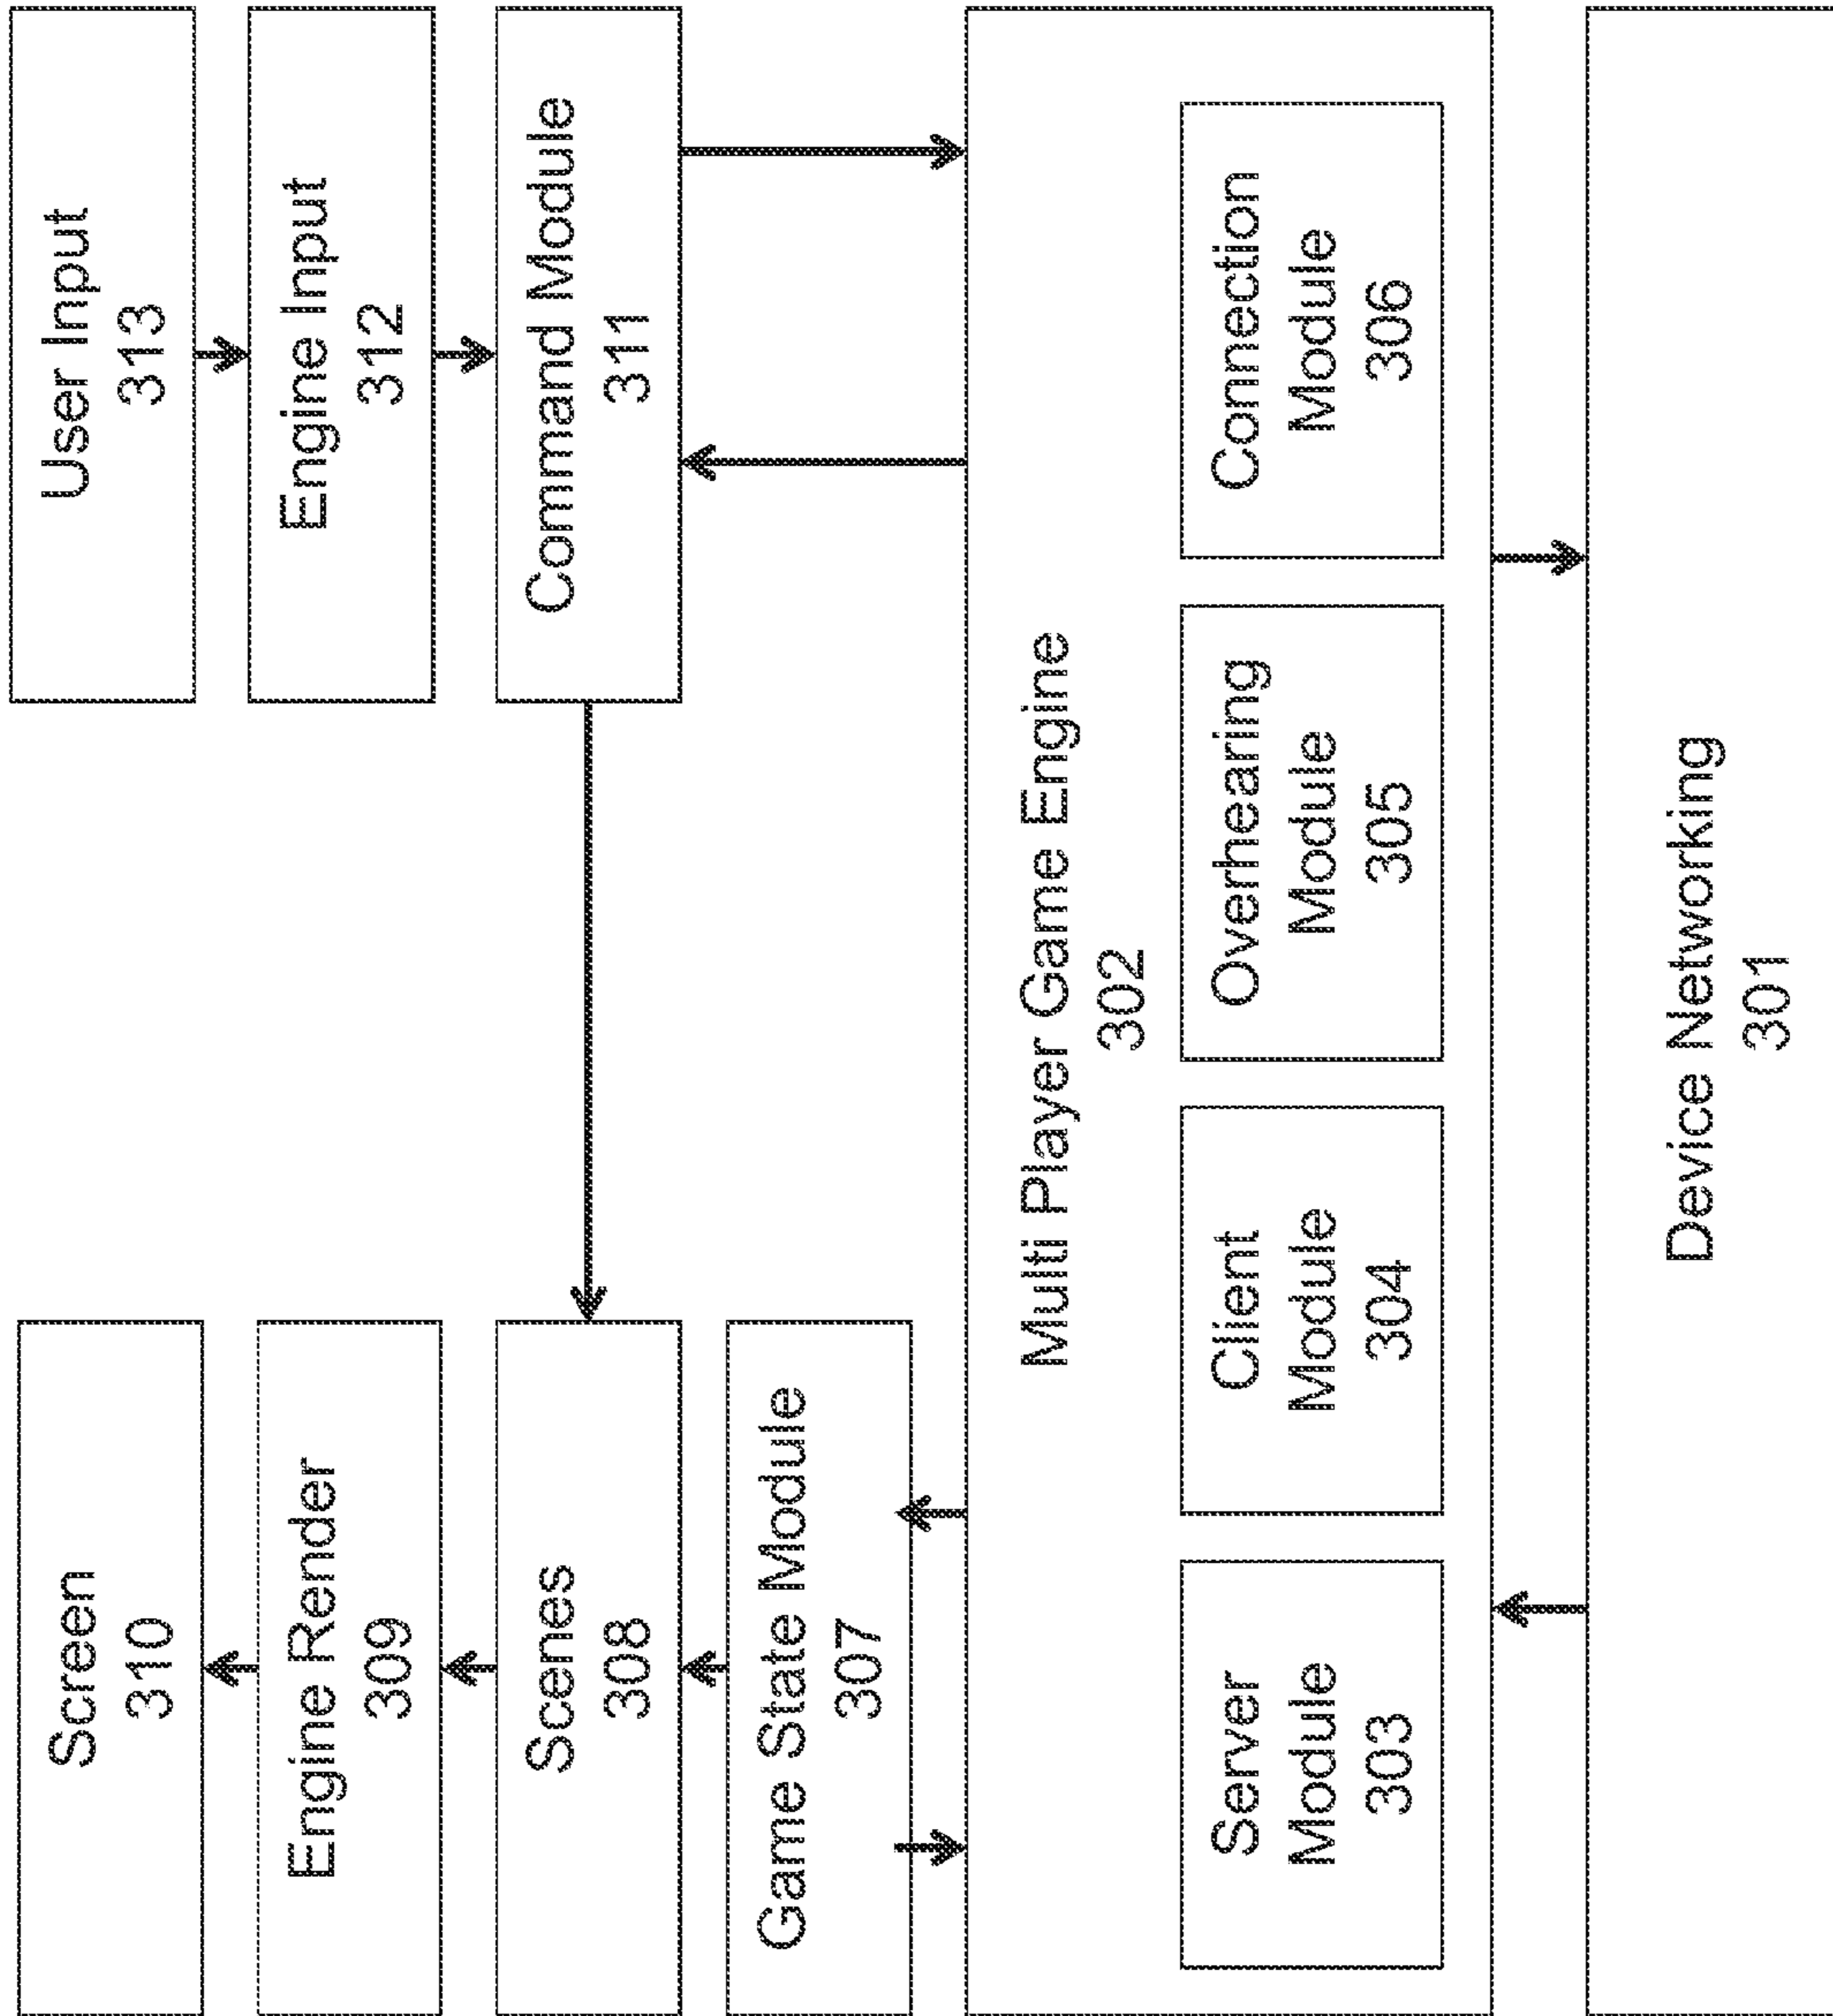 Screen
310
Engine Render
309
Scenes
308
Game State Module
307
User Input
313
Engine Input
312
Command Module
311
Multi Player Game Engine
302
Server
Module
303
Client
Module
304
Overhearing
Module
305
Connection
Module
306
Device Networking
301